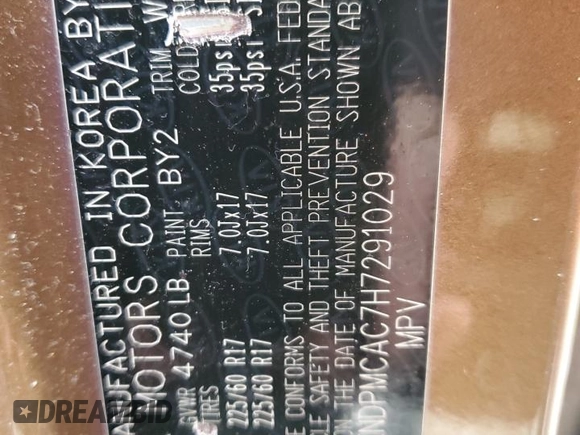 MANUFACTURED IN KOREA BY
MOTORS CORPORATI
GVWR 4740 LB PAINT BY2 TRIM W
TIRES RIMS COLD
225/60 R17 7.0Jx17 35psi
225/60 R17 7.0Jx17 35psi
E CONFORMS TO ALL APPLICABLE U.S.A. FED
LE SAFETY AND THEFT PREVENTION STANDA
N THE DATE OF MANUFACTURE SHOWN AB
NDPMCAC7H7291029
MPV
DREAMBID